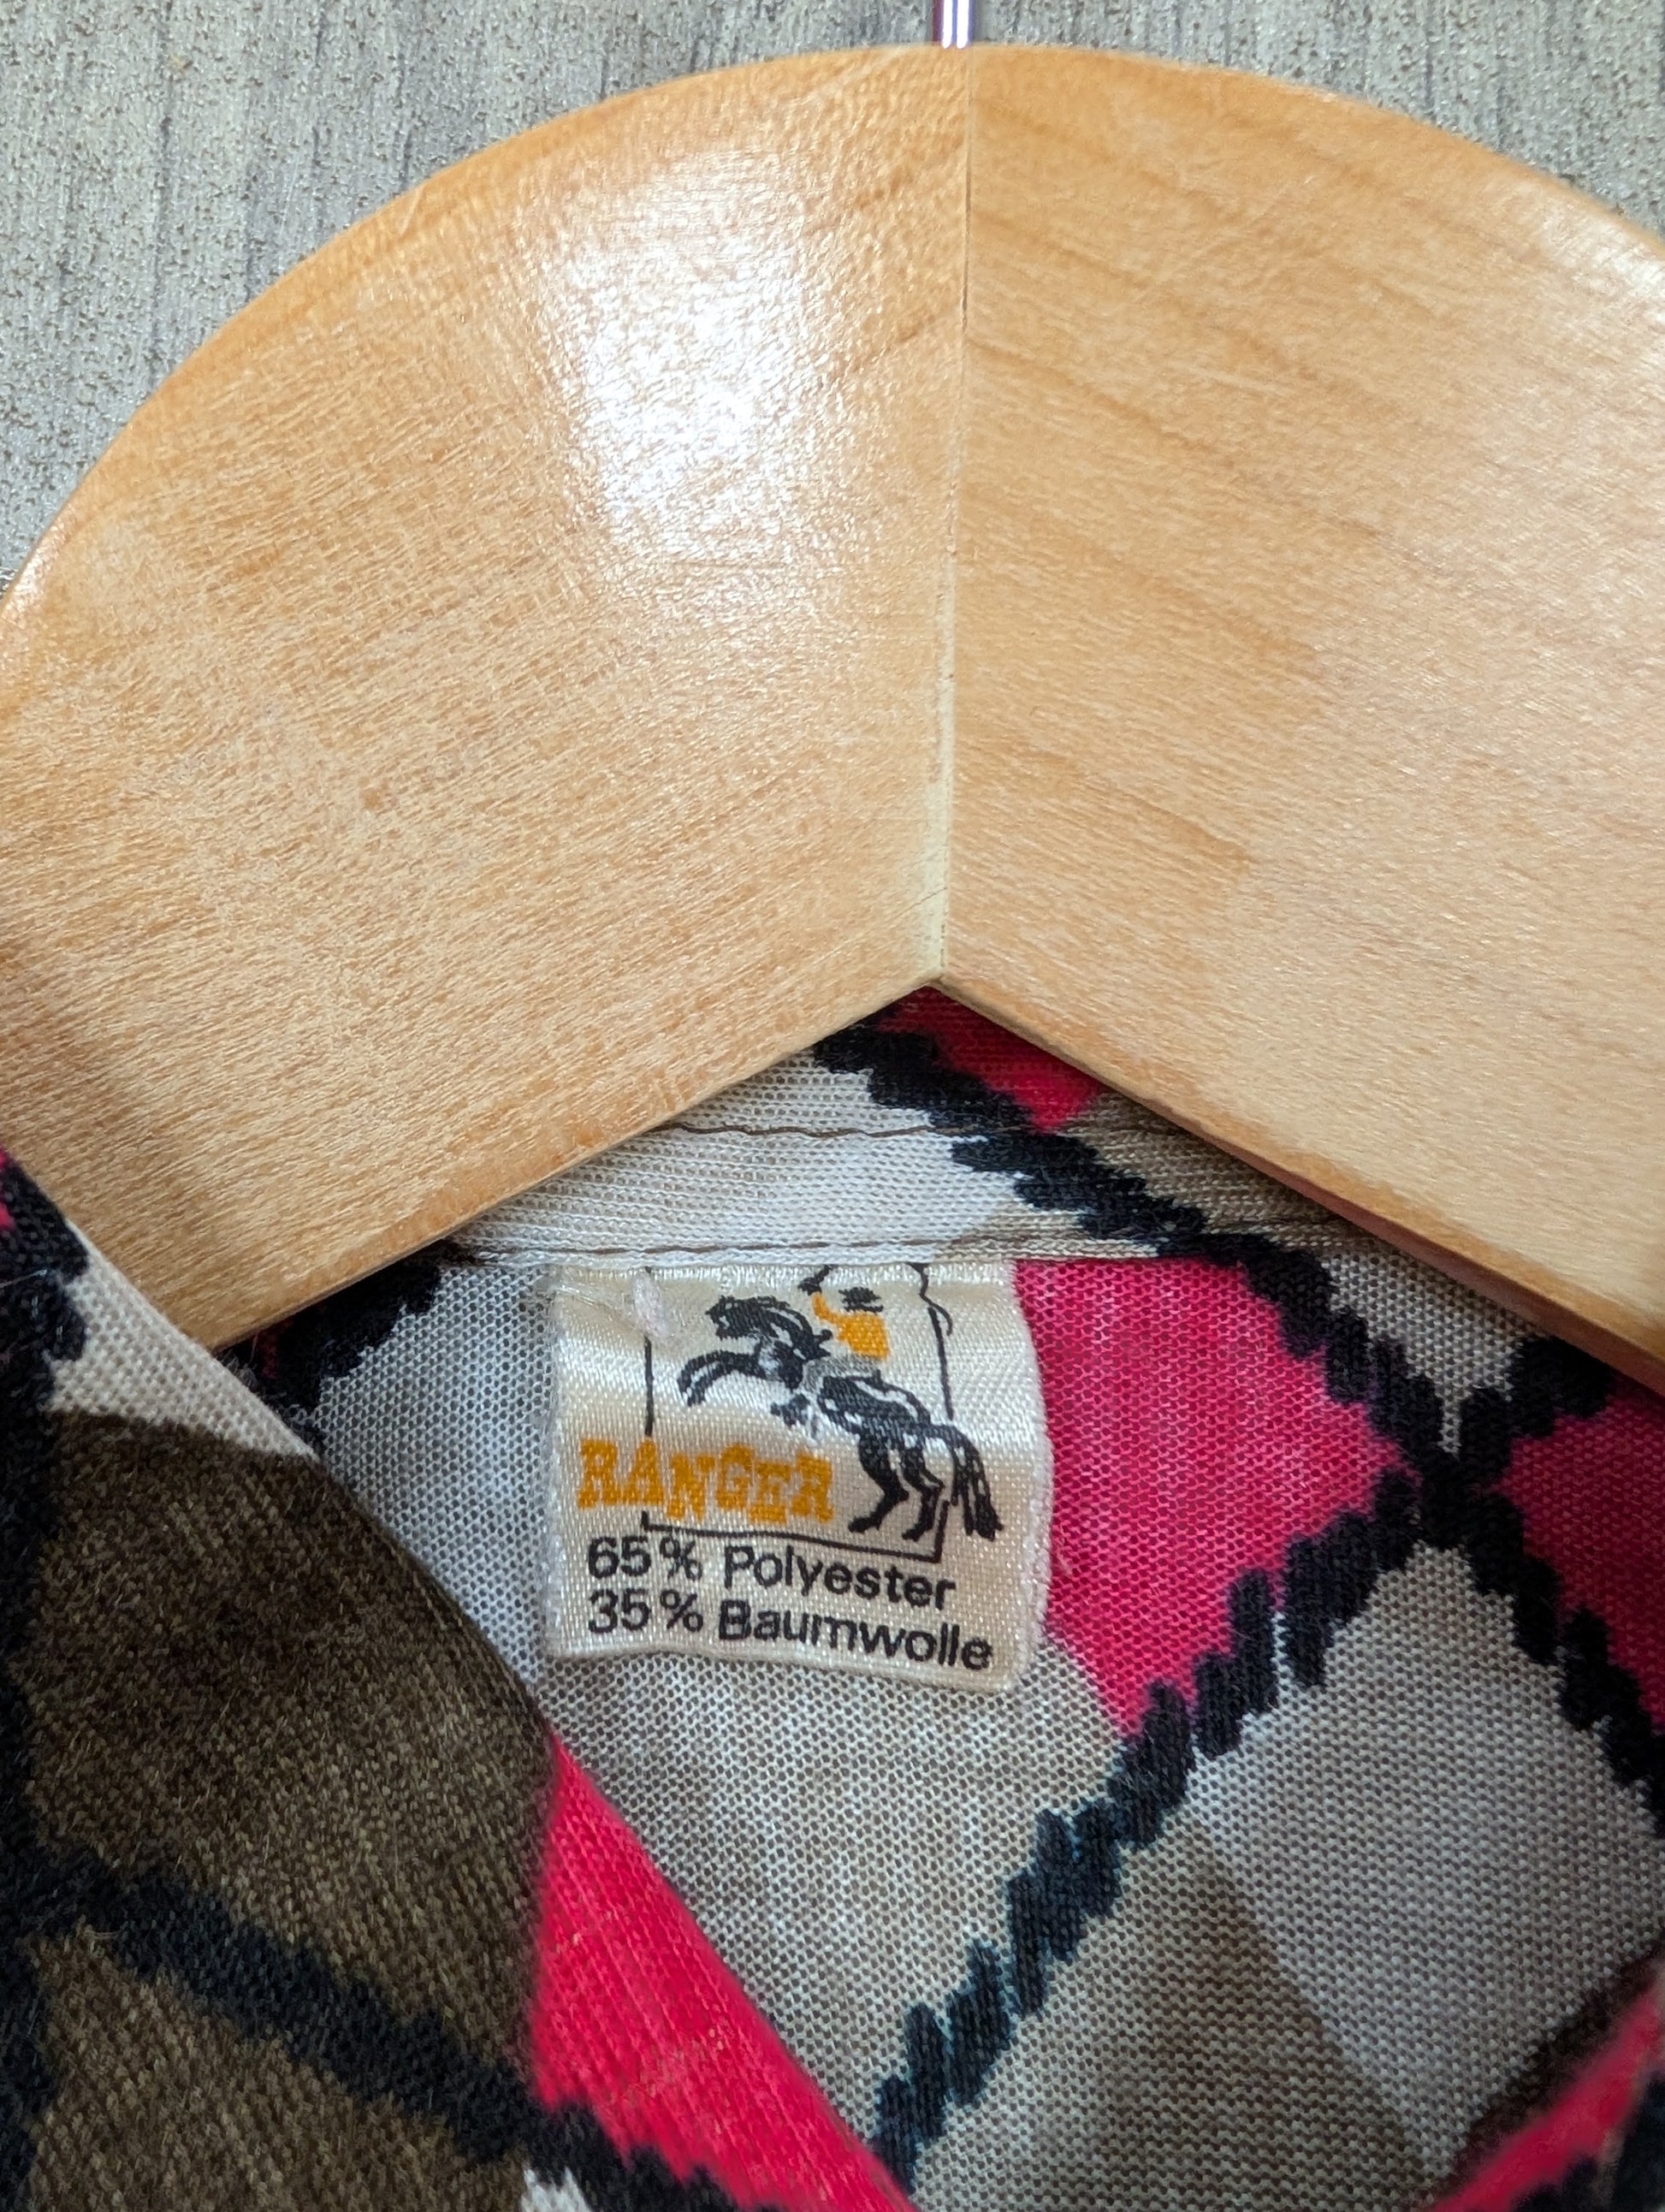 RANGER
65% Polyester
35% Baumwolle